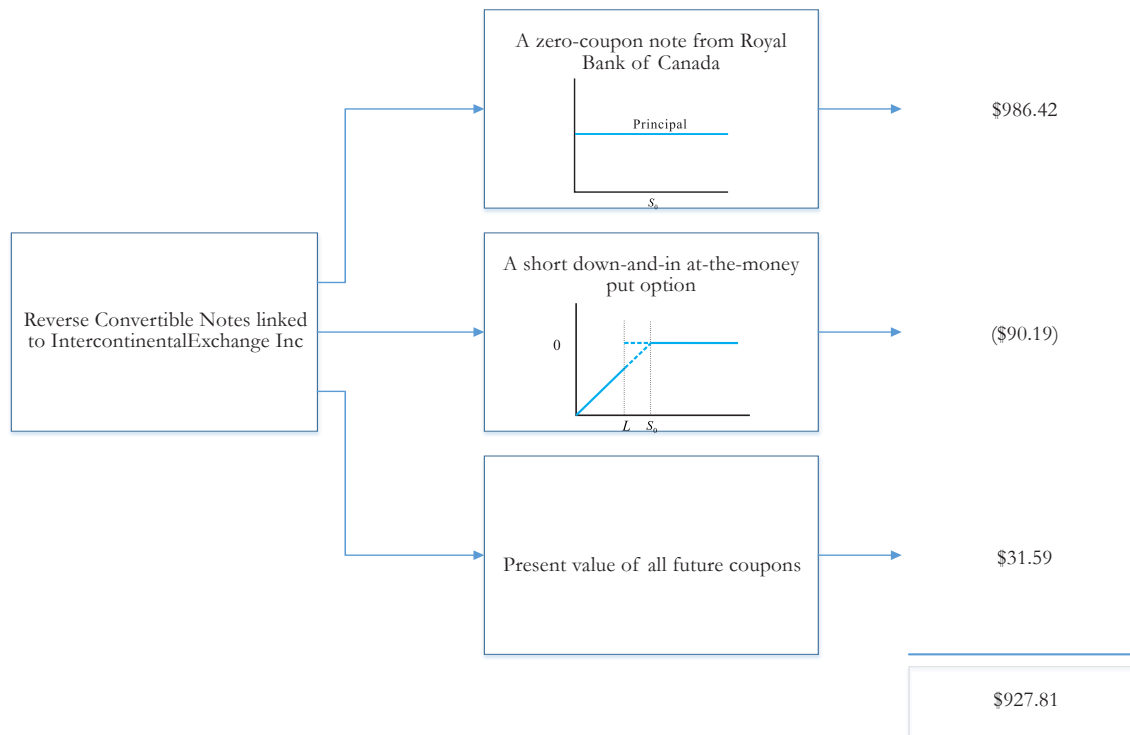 A zero-coupon note from Royal
Bank of Canada
Principal
S₀
$986.42
Reverse Convertible Notes linked
to IntercontinentalExchange Inc
A short down-and-in at-the-money
put option
0
L
S₀
($90.19)
Present value of all future coupons
$31.59
$927.81